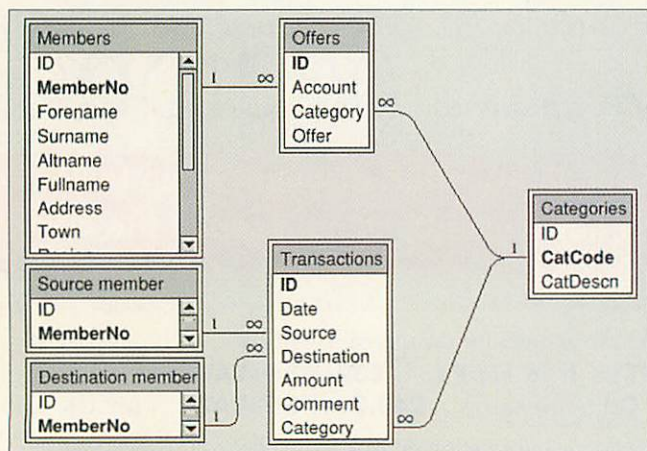 Members
ID
MemberNo
Forename
Surname
Altname
Fullname
Address
Town
Offers
ID
Account
Category
Offer
Categories
ID
CatCode
CatDescn
Source member
ID
MemberNo
Destination member
ID
MemberNo
Transactions
ID
Date
Source
Destination
Amount
Comment
Category
1
∞
∞
1
1
∞
∞
1
∞